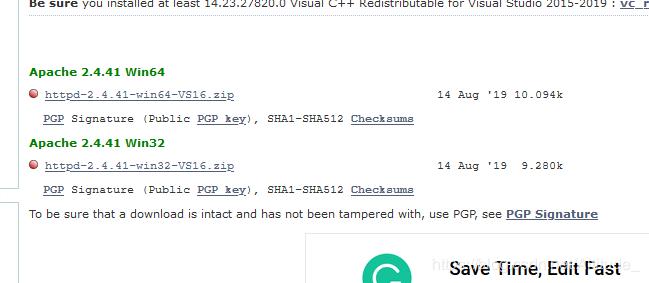 Be sure you installed at least 14.23.27820.0 Visual C++ Redistributable for Visual Studio 2015-2019 :
Apache 2.4.41 Win64
httpd-2.4.41-win64-VS16.zip 14 Aug '19 10.094k
PGP Signature (Public PGP key), SHA1-SHA512 Checksums
Apache 2.4.41 Win32
httpd-2.4.41-win32-VS16.zip 14 Aug '19 9.280k
PGP Signature (Public PGP key), SHA1-SHA512 Checksums
To be sure that a download is intact and has not been tampered with, use PGP, see PGP Signature
Save Time, Edit Fast